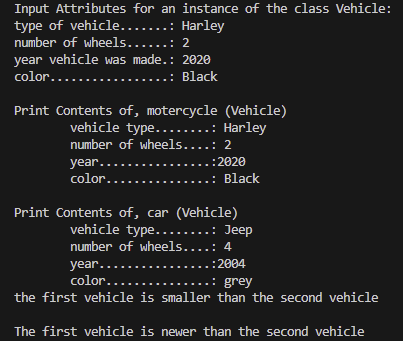 Input Attributes for an instance of the class Vehicle:
type of vehicle.......: Harley
number of wheels......: 2
year vehicle was made.: 2020
color.................: Black

Print Contents of, motercycle (Vehicle)
        vehicle type........: Harley
        number of wheels....: 2
        year................:2020
        color...............: Black

Print Contents of, car (Vehicle)
        vehicle type........: Jeep
        number of wheels....: 4
        year................:2004
        color...............: grey
the first vehicle is smaller than the second vehicle

The first vehicle is newer than the second vehicle